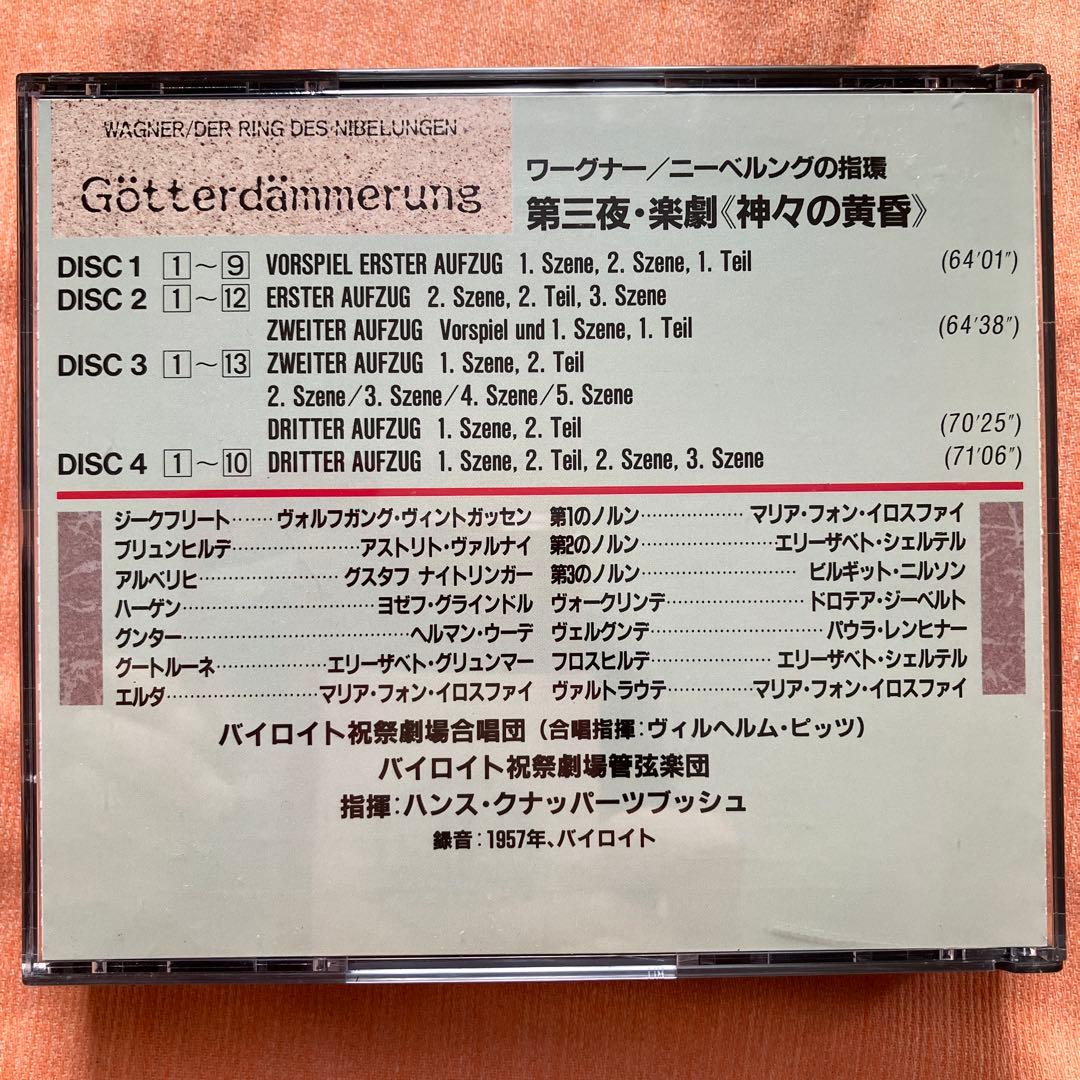 WAGNER/DER RING DES NIBELUNGEN
Götterdämmerung
ワーグナー／ニーベルングの指環
第三夜・楽劇《神々の黄昏》
DISC 1 1～9 VORSPIEL ERSTER AUFZUG 1. Szene, 2. Szene, 1. Teil (64'01")
DISC 2 1～12 ERSTER AUFZUG 2. Szene, 2. Teil, 3. Szene
ZWEITER AUFZUG Vorspiel und 1. Szene, 1. Teil (64'38")
DISC 3 1～13 ZWEITER AUFZUG 1. Szene, 2. Teil
2. Szene／3. Szene／4. Szene／5. Szene
DRITTER AUFZUG 1. Szene, 2. Teil (70'25")
DISC 4 1～10 DRITTER AUFZUG 1. Szene, 2. Teil, 2. Szene, 3. Szene (71'06")
ジークフリート……ヴォルフガング・ヴィントガッセン
ブリュンヒルデ……アストリト・ヴァルナイ
アルベリヒ……グスタフ ナイトリンガー
ハーゲン……ヨゼフ・グラインドル
グンター……ヘルマン・ウーデ
グートルーネ……エリーザベト・グリュンマー
エルダ……マリア・フォン・イロスファイ
第1のノルン……マリア・フォン・イロスファイ
第2のノルン……エリーザベト・シェルテル
第3のノルン……ビルギット・ニルソン
ヴォークリンデ……ドロテア・ジーベルト
ヴェルグンデ……パウラ・レンヒナー
フロスヒルデ……エリーザベト・シェルテル
ヴァルトラウテ……マリア・フォン・イロスファイ
バイロイト祝祭劇場合唱団（合唱指揮：ヴィルヘルム・ピッツ）
バイロイト祝祭劇場管弦楽団
指揮：ハンス・クナッパーツブッシュ
録音：1957年、バイロイト